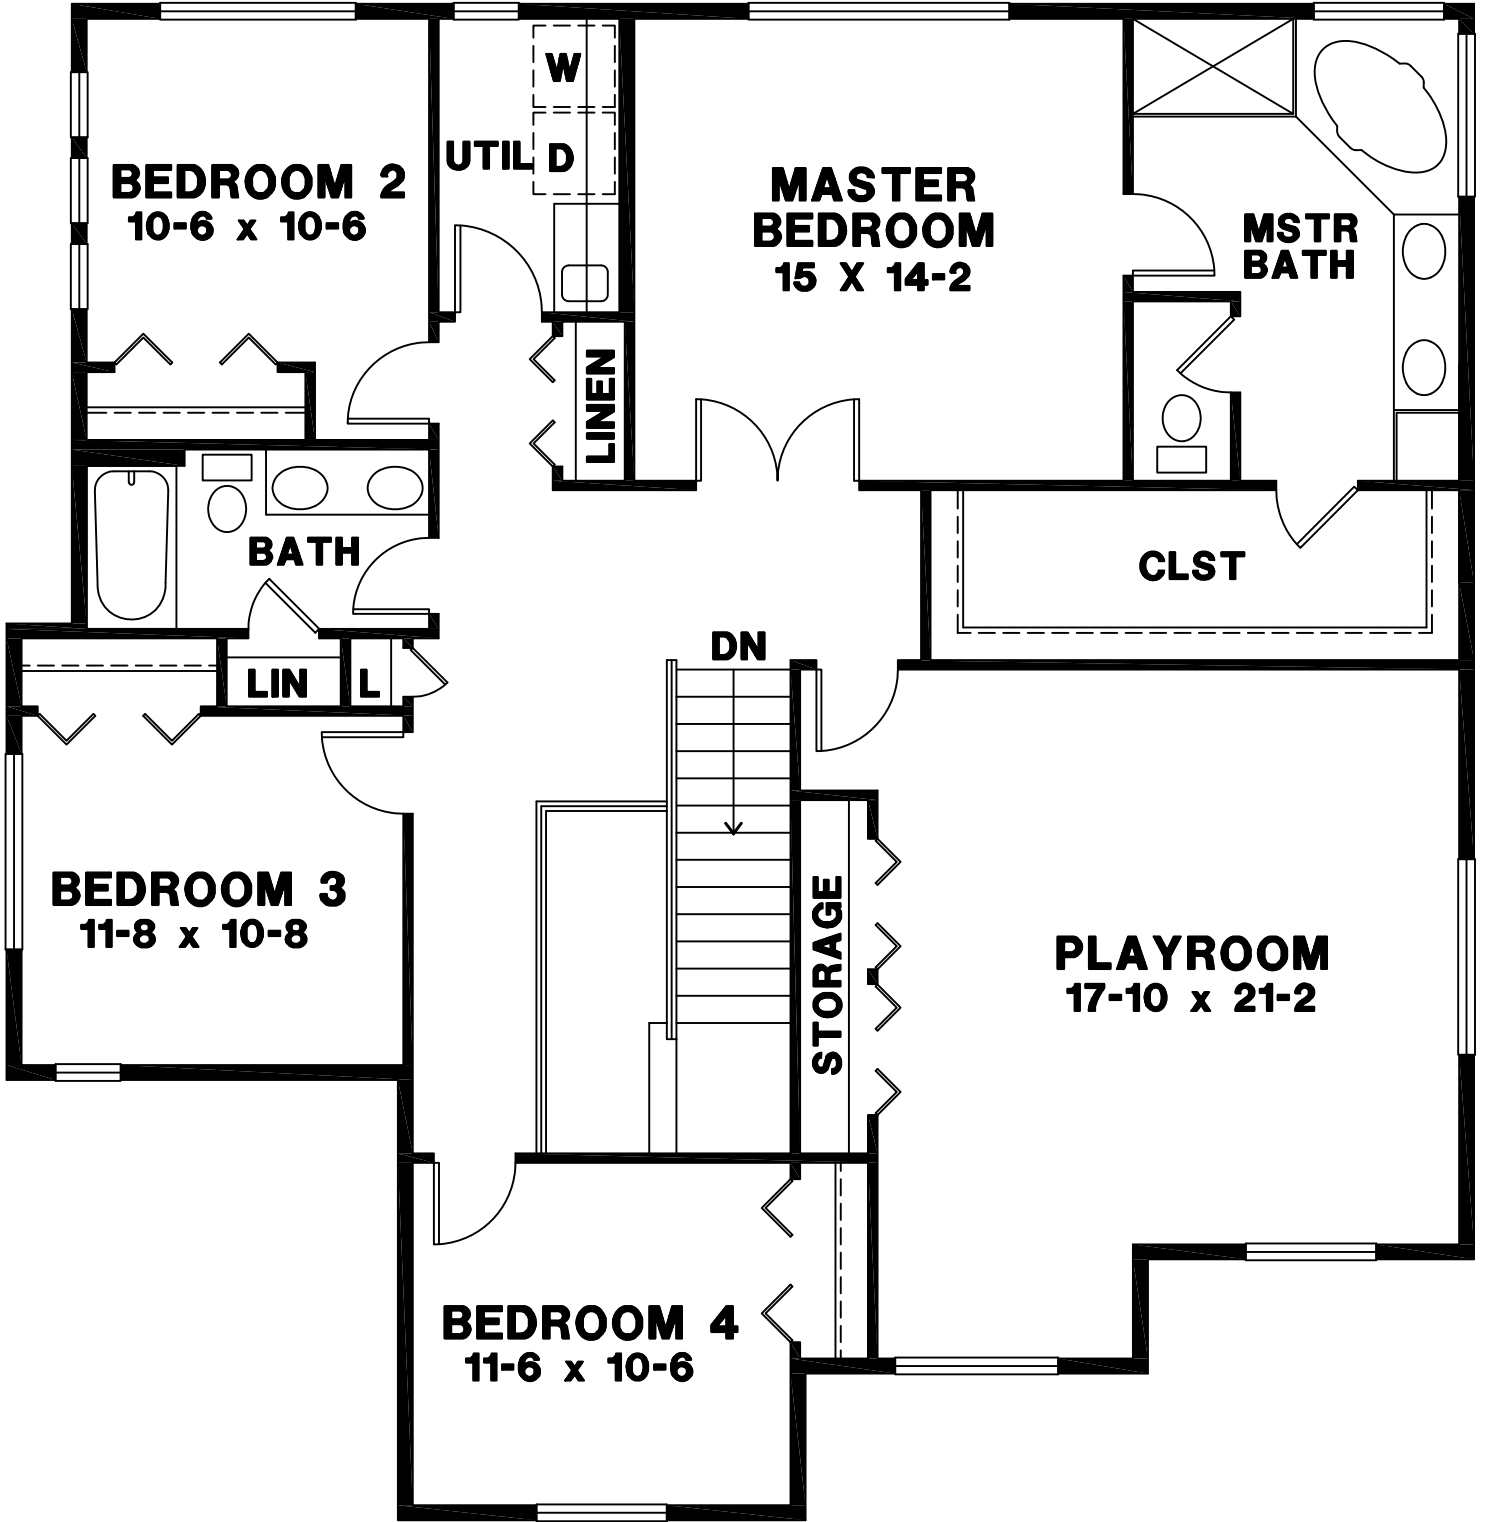 W
UTIL D
BEDROOM 2
10-6 x 10-6
MASTER
BEDROOM
15 X 14-2
MSTR
BATH
LINEN
BATH
CLST
DN
LIN
L
BEDROOM 3
11-8 x 10-8
STORAGE
PLAYROOM
17-10 x 21-2
BEDROOM 4
11-6 x 10-6